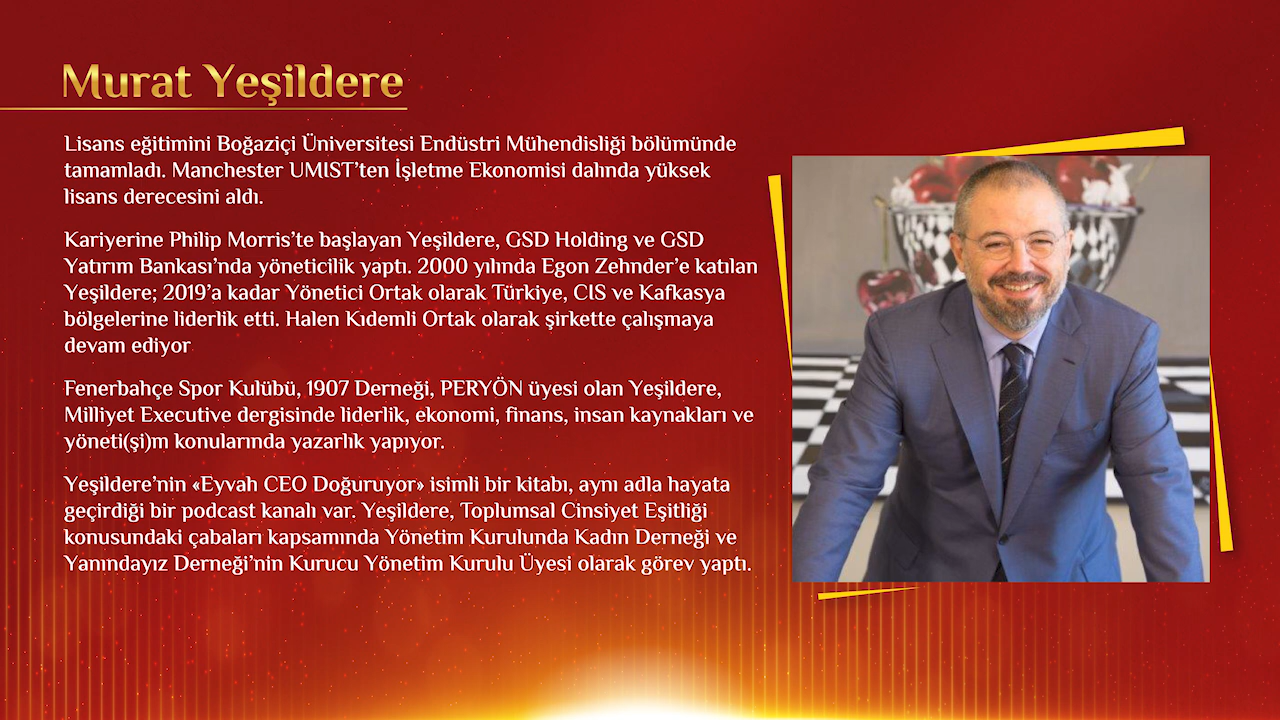 Murat Yeşildere
Lisans eğitimini Boğaziçi Üniversitesi Endüstri Mühendisliği bölümünde
tamamladı. Manchester UMIST’ten İşletme Ekonomisi dalında yüksek
lisans derecesini aldı.
Kariyerine Philip Morris’te başlayan Yeşildere, GSD Holding ve GSD
Yatırım Bankası’nda yöneticilik yaptı. 2000 yılında Egon Zehnder’e katılan
Yeşildere; 2019’a kadar Yönetici Ortak olarak Türkiye, CIS ve Kafkasya
bölgelerine liderlik etti. Halen Kıdemli Ortak olarak şirkette çalışmaya
devam ediyor
Fenerbahçe Spor Kulübü, 1907 Derneği, PERYÖN üyesi olan Yeşildere,
Milliyet Executive dergisinde liderlik, ekonomi, finans, insan kaynakları ve
yöneti(şi)m konularında yazarlık yapıyor.
Yeşildere’nin «Eyvah CEO Doğuruyor» isimli bir kitabı, aynı adla hayata
geçirdiği bir podcast kanalı var. Yeşildere, Toplumsal Cinsiyet Eşitliği
konusundaki çabaları kapsamında Yönetim Kurulunda Kadın Derneği ve
Yanındayız Derneği’nin Kurucu Yönetim Kurulu Üyesi olarak görev yaptı.